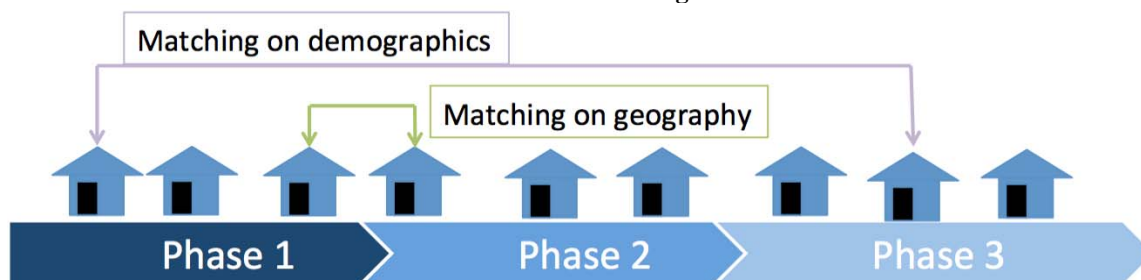 Matching on demographics
Matching on geography
Phase 1
Phase 2
Phase 3